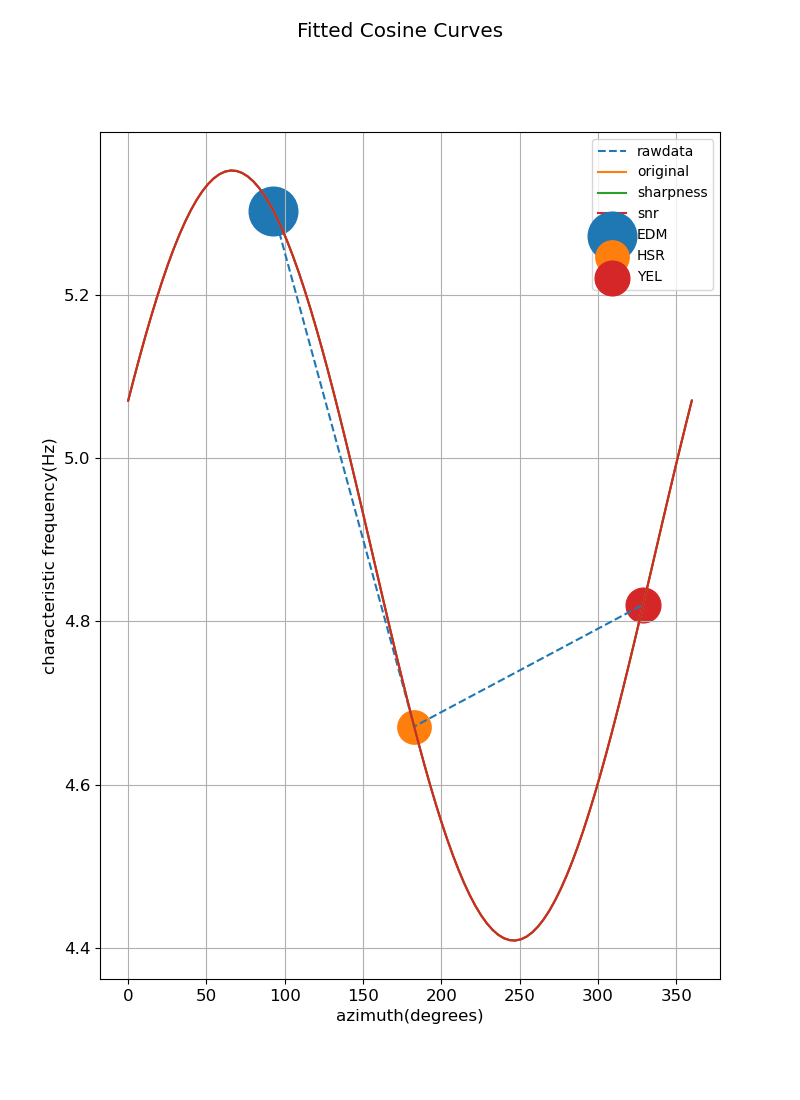 Fitted Cosine Curves
rawdata
original
sharpness
snr
EDM
HSR
YEL
characteristic frequency(Hz)
5.2
5.0
4.8
4.6
4.4
0 50 100 150 200 250 300 350
azimuth(degrees)